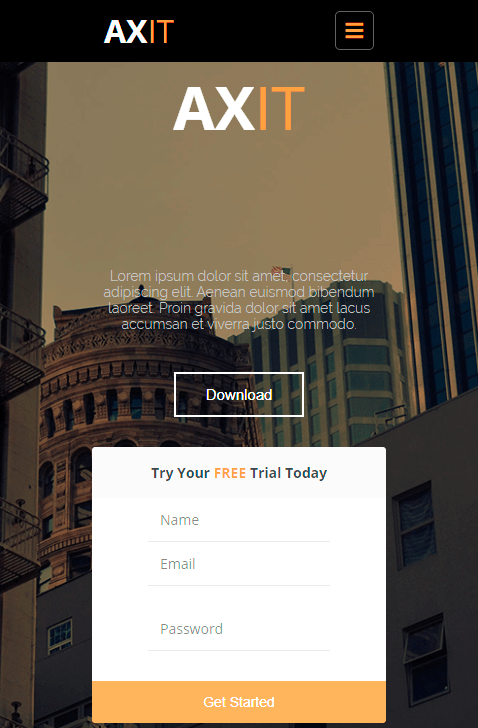 AXIT
AXIT
Lorem ipsum dolor sit amet, consectetur
adipiscing elit. Aenean euismod bibendum
laoreet. Proin gravida dolor sit amet lacus
accumsan et viverra justo commodo.
Download
Try Your FREE Trial Today
Name
Email
Password
Get Started